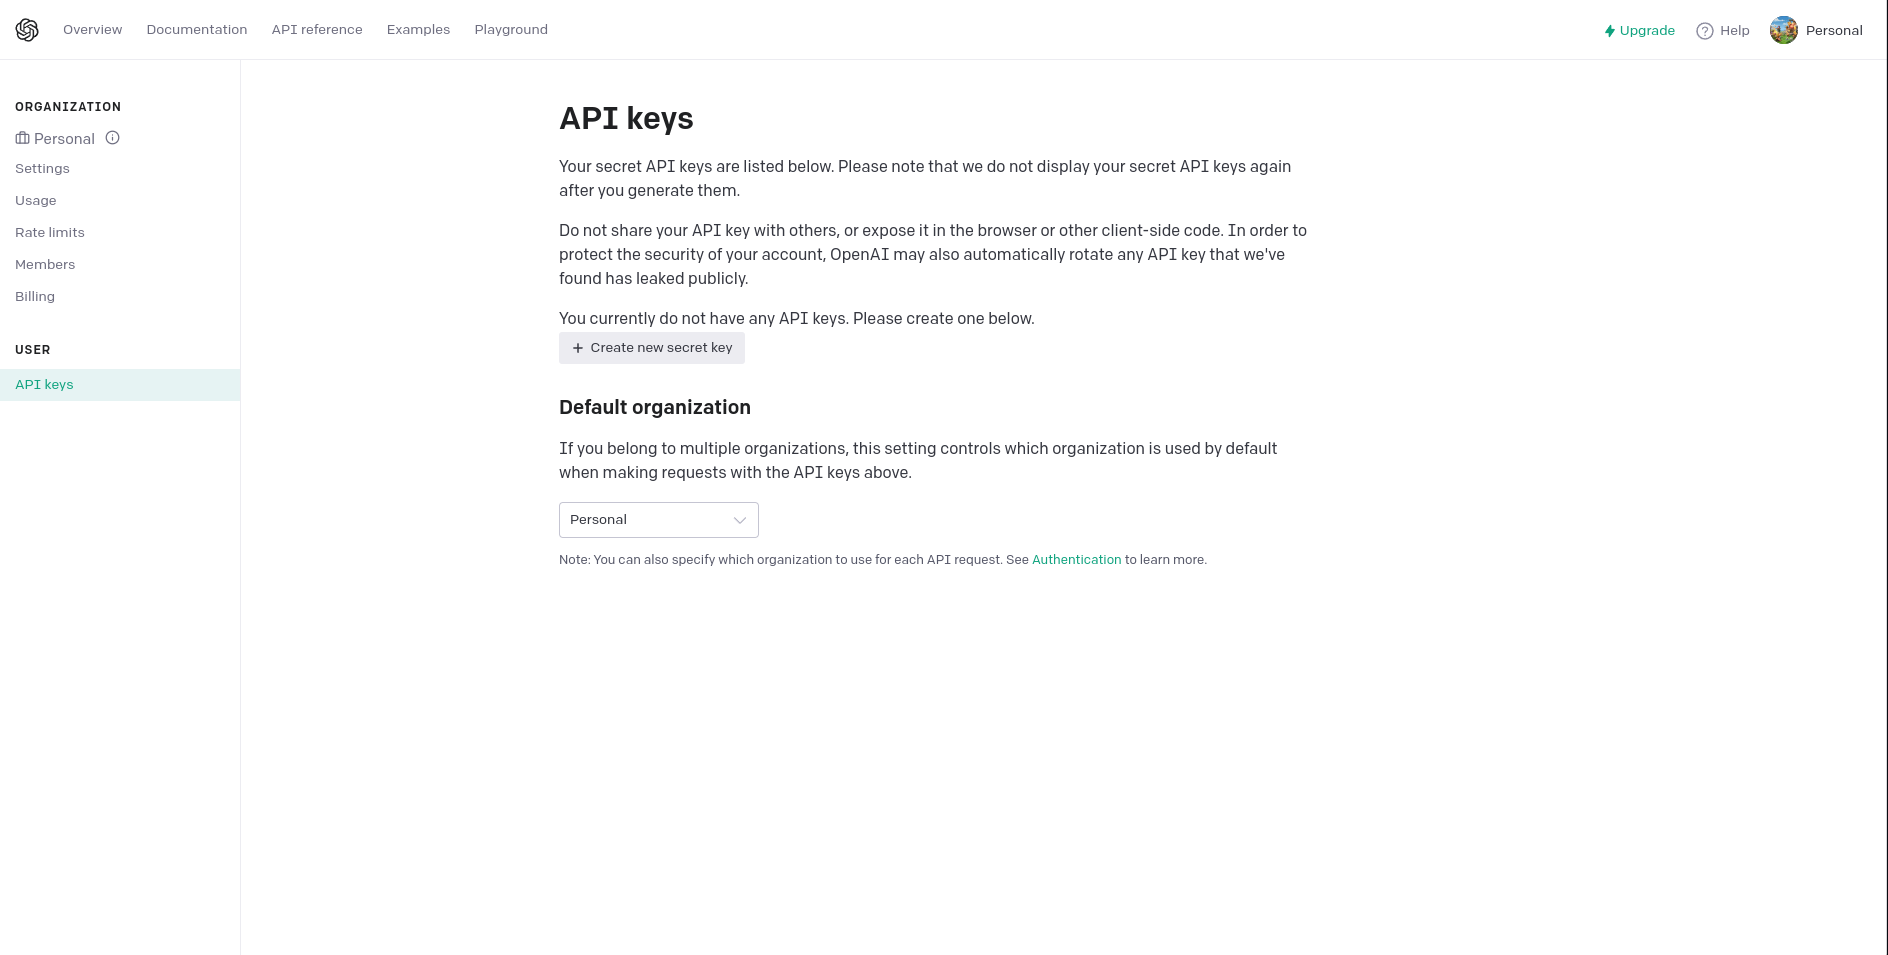 Overview Documentation API reference Examples Playground
Upgrade Help Personal
ORGANIZATION
Personal
Settings
Usage
Rate limits
Members
Billing
USER
API keys
API keys
Your secret API keys are listed below. Please note that we do not display your secret API keys again
after you generate them.
Do not share your API key with others, or expose it in the browser or other client-side code. In order to
protect the security of your account, OpenAI may also automatically rotate any API key that we've
found has leaked publicly.
You currently do not have any API keys. Please create one below.
+ Create new secret key
Default organization
If you belong to multiple organizations, this setting controls which organization is used by default
when making requests with the API keys above.
Personal
Note: You can also specify which organization to use for each API request. See Authentication to learn more.